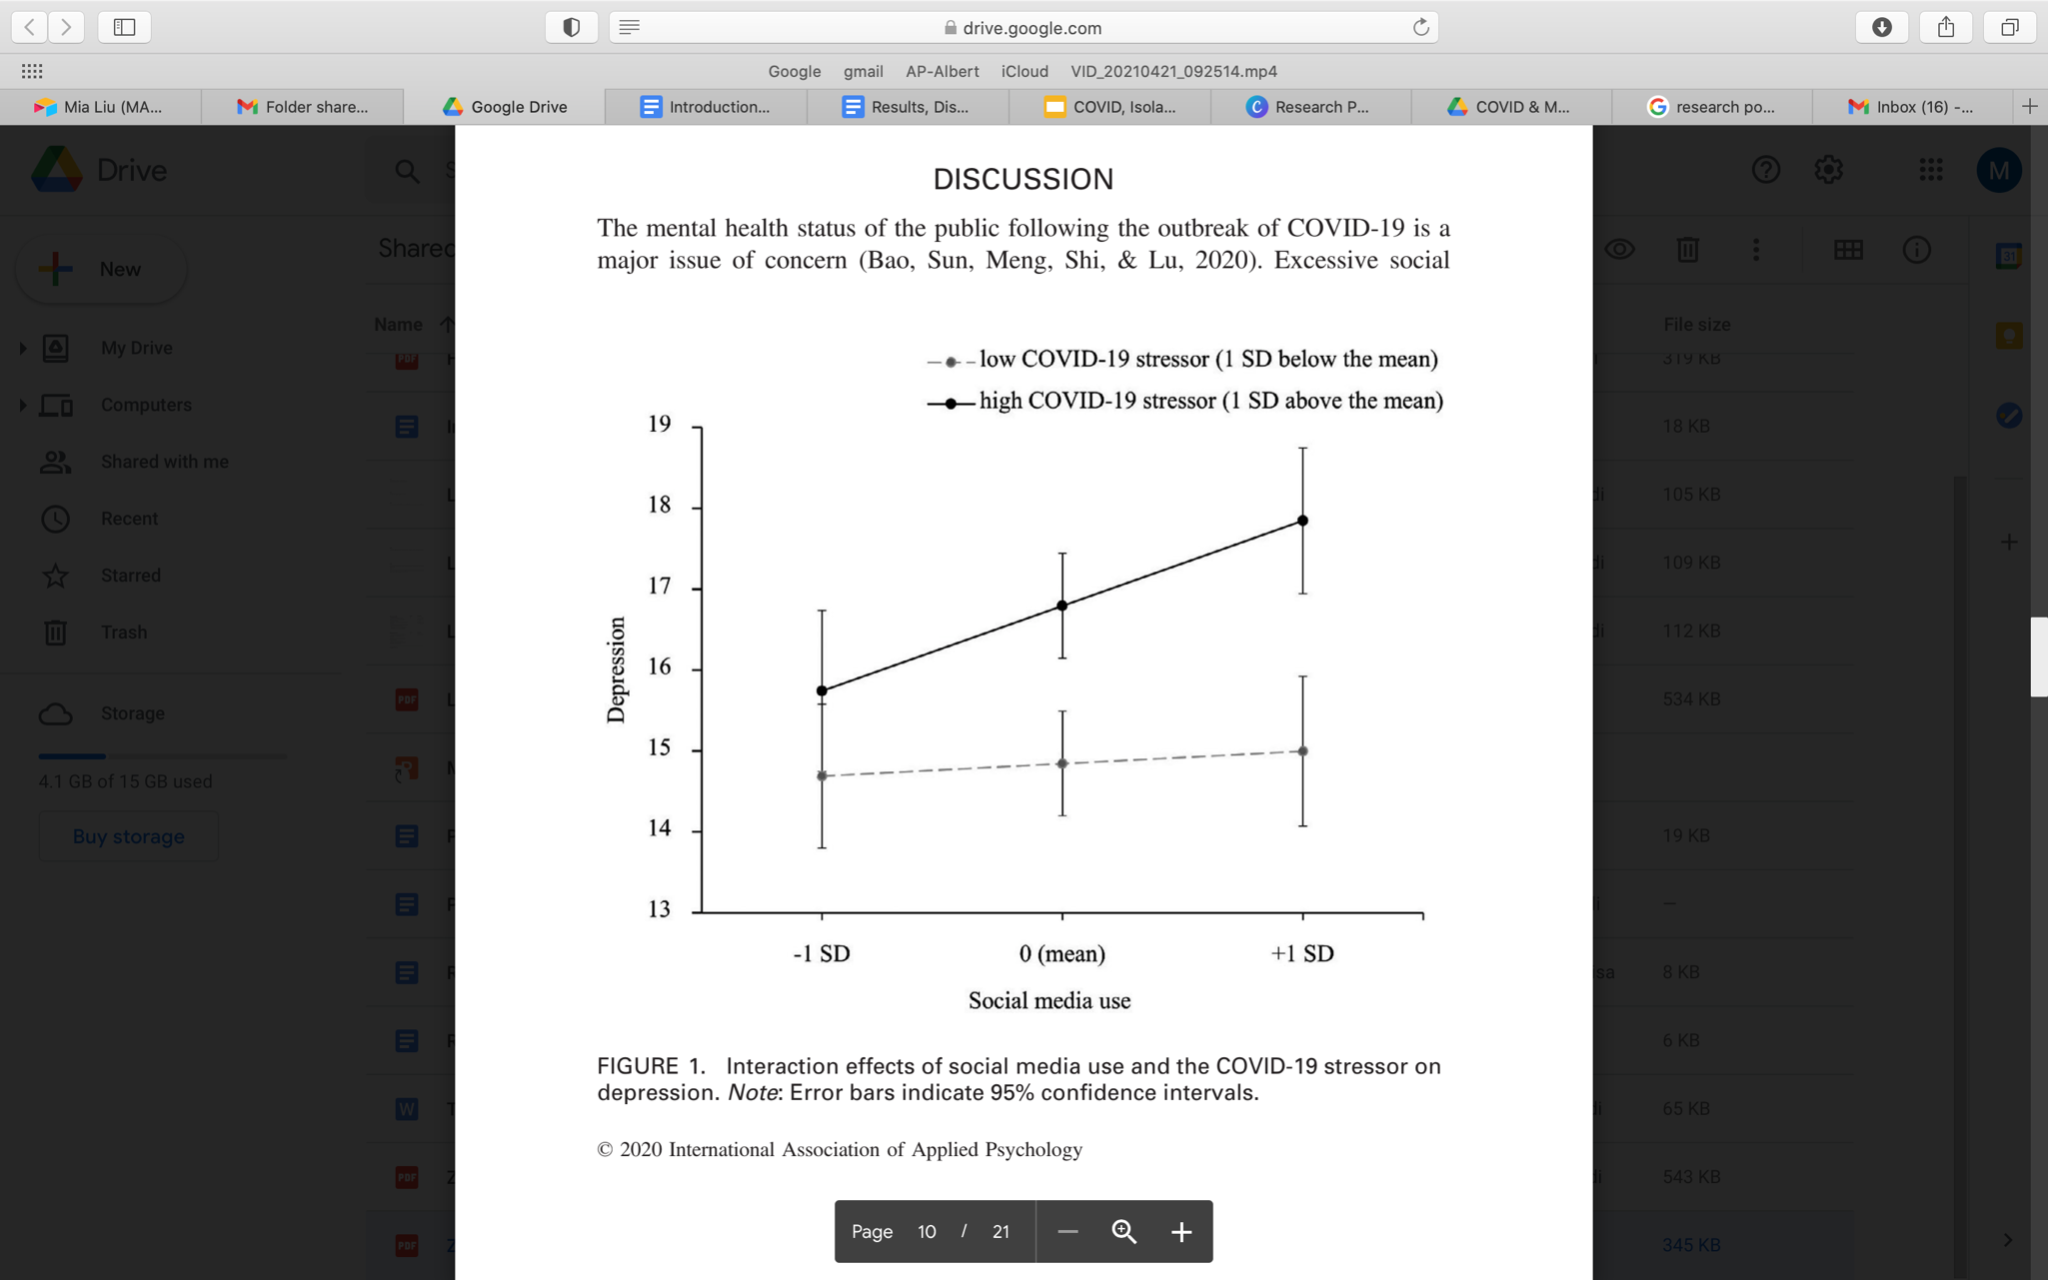 drive.google.com
Google gmail AP-Albert iCloud VID_20210421_092514.mp4
Mia Liu (MA... Folder share... Google Drive Introduction... Results, Dis... COVID, Isola... Research P... COVID & M... research po... Inbox (16) -...
Drive
M
New
Shared
31
Name
File size
My Drive
319 KB
Computers
18 KB
Shared with me
105 KB
Recent
109 KB
Starred
112 KB
Trash
534 KB
Storage
4.1 GB of 15 GB used
Buy storage
19 KB
8 KB
6 KB
65 KB
543 KB
345 KB
PDF
PDF
W
PDF
PDF
DISCUSSION
The mental health status of the public following the outbreak of COVID-19 is a
major issue of concern (Bao, Sun, Meng, Shi, & Lu, 2020). Excessive social
low COVID-19 stressor (1 SD below the mean)
high COVID-19 stressor (1 SD above the mean)
19
18
17
16
15
14
13
Depression
-1 SD 0 (mean) +1 SD
Social media use
FIGURE 1. Interaction effects of social media use and the COVID-19 stressor on
depression. Note: Error bars indicate 95% confidence intervals.
© 2020 International Association of Applied Psychology
Page 10 / 21